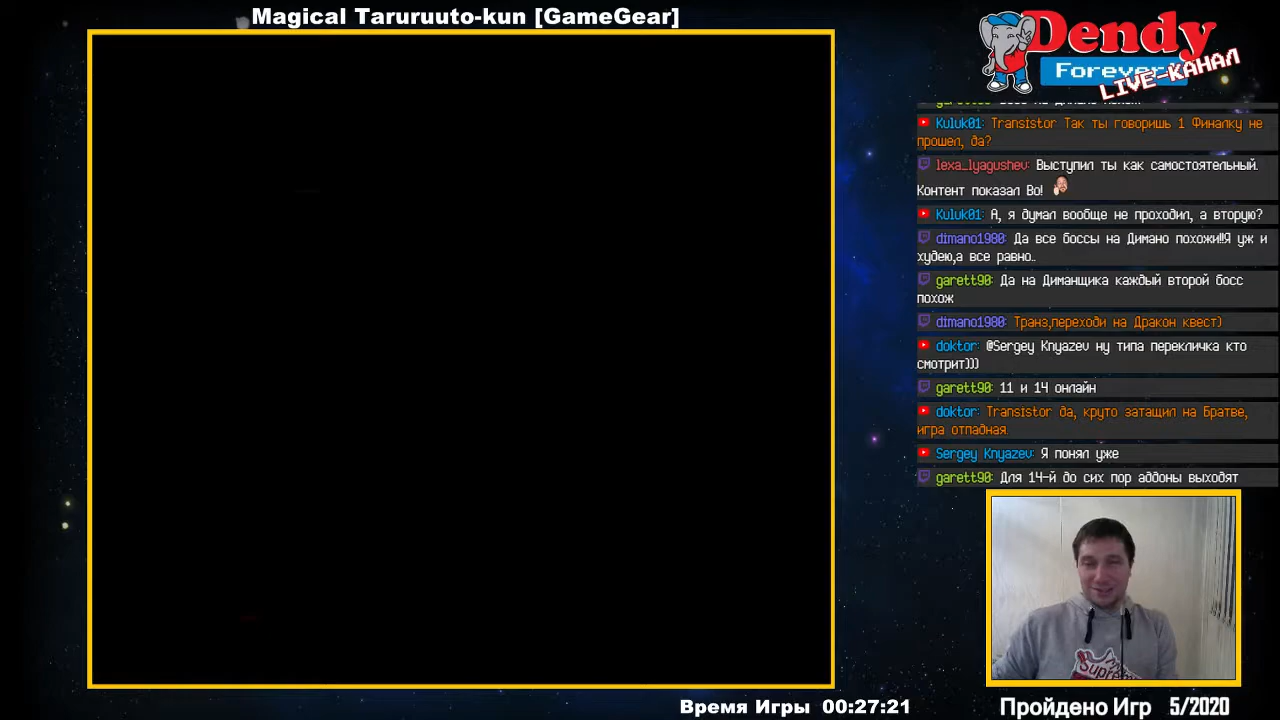 Magical Taruruuto-kun [GameGear]
Dendy
Forever!
LIVE-КАНАЛ
Kuluk01: Transistor Так ты говоришь 1 Финалку не
прошел, да?
lexa_lyagushev: Выступил ты как самостоятельный.
Контент показал Во!
Kuluk01: А, я думал вообще не проходил, а вторую?
dimano1980: Да все боссы на Димано похожи!!Я уж и
худею,а все равно..
garett90: Да на Диманщика каждый второй босс
похож
dimano1980: Транз,переходи на Дракон квест)
doktor: @Sergey Knyazev ну типа перекличка кто
смотрит)))
garett90: 11 и 14 онлайн
doktor: Transistor да, круто затащил на Братве,
игра отпадная
Sergey Knyazev: Я понял уже
garett90: Для 14-й до сих пор аддоны выходят
Supreme
Время Игры 00:27:21
Пройдено Игр 5/2020